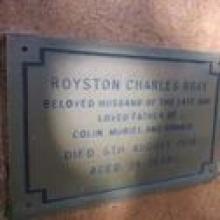 ROYSTON CHARLES
BELOVED HUSBAND OF THE LATE
LOVED FATHER OF
COLIN MURIEL AND
DIED 6TH AUGUST
AGED